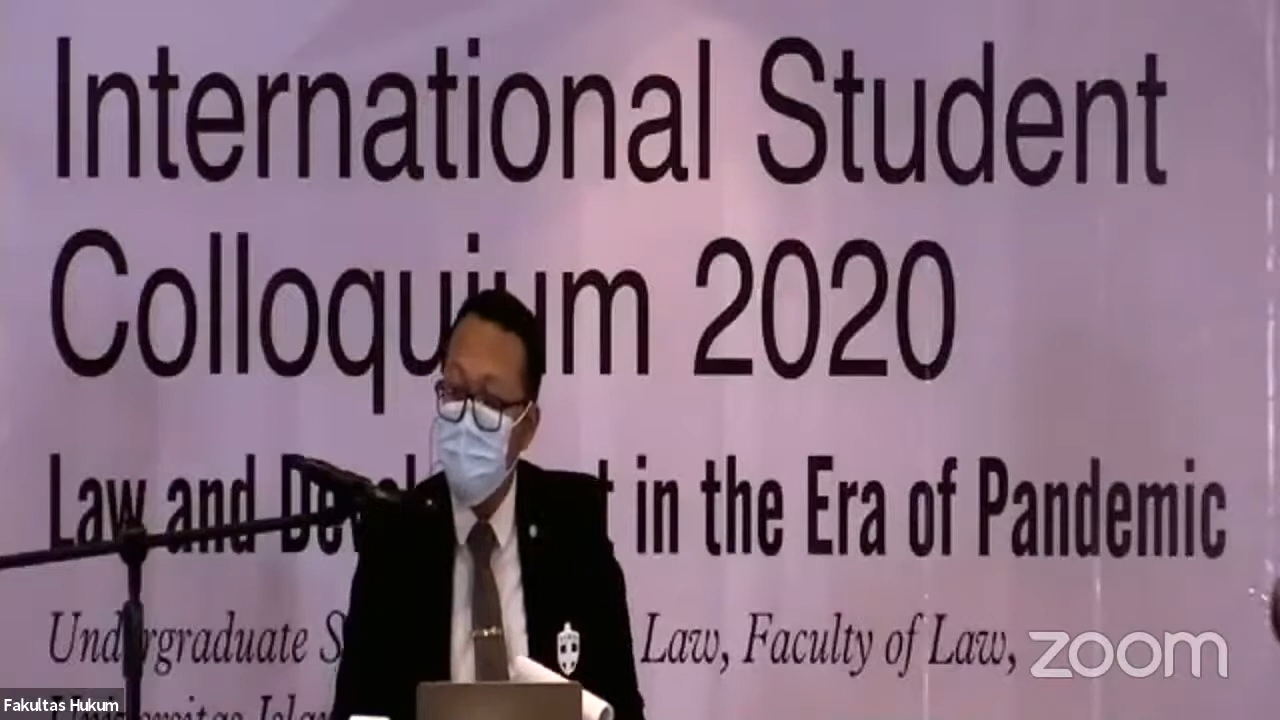 International Student
Colloquium 2020
Law and in the Era of Pandemic
Undergraduate Law, Faculty of Law,
zoom
Universitas
Fakultas Hukum